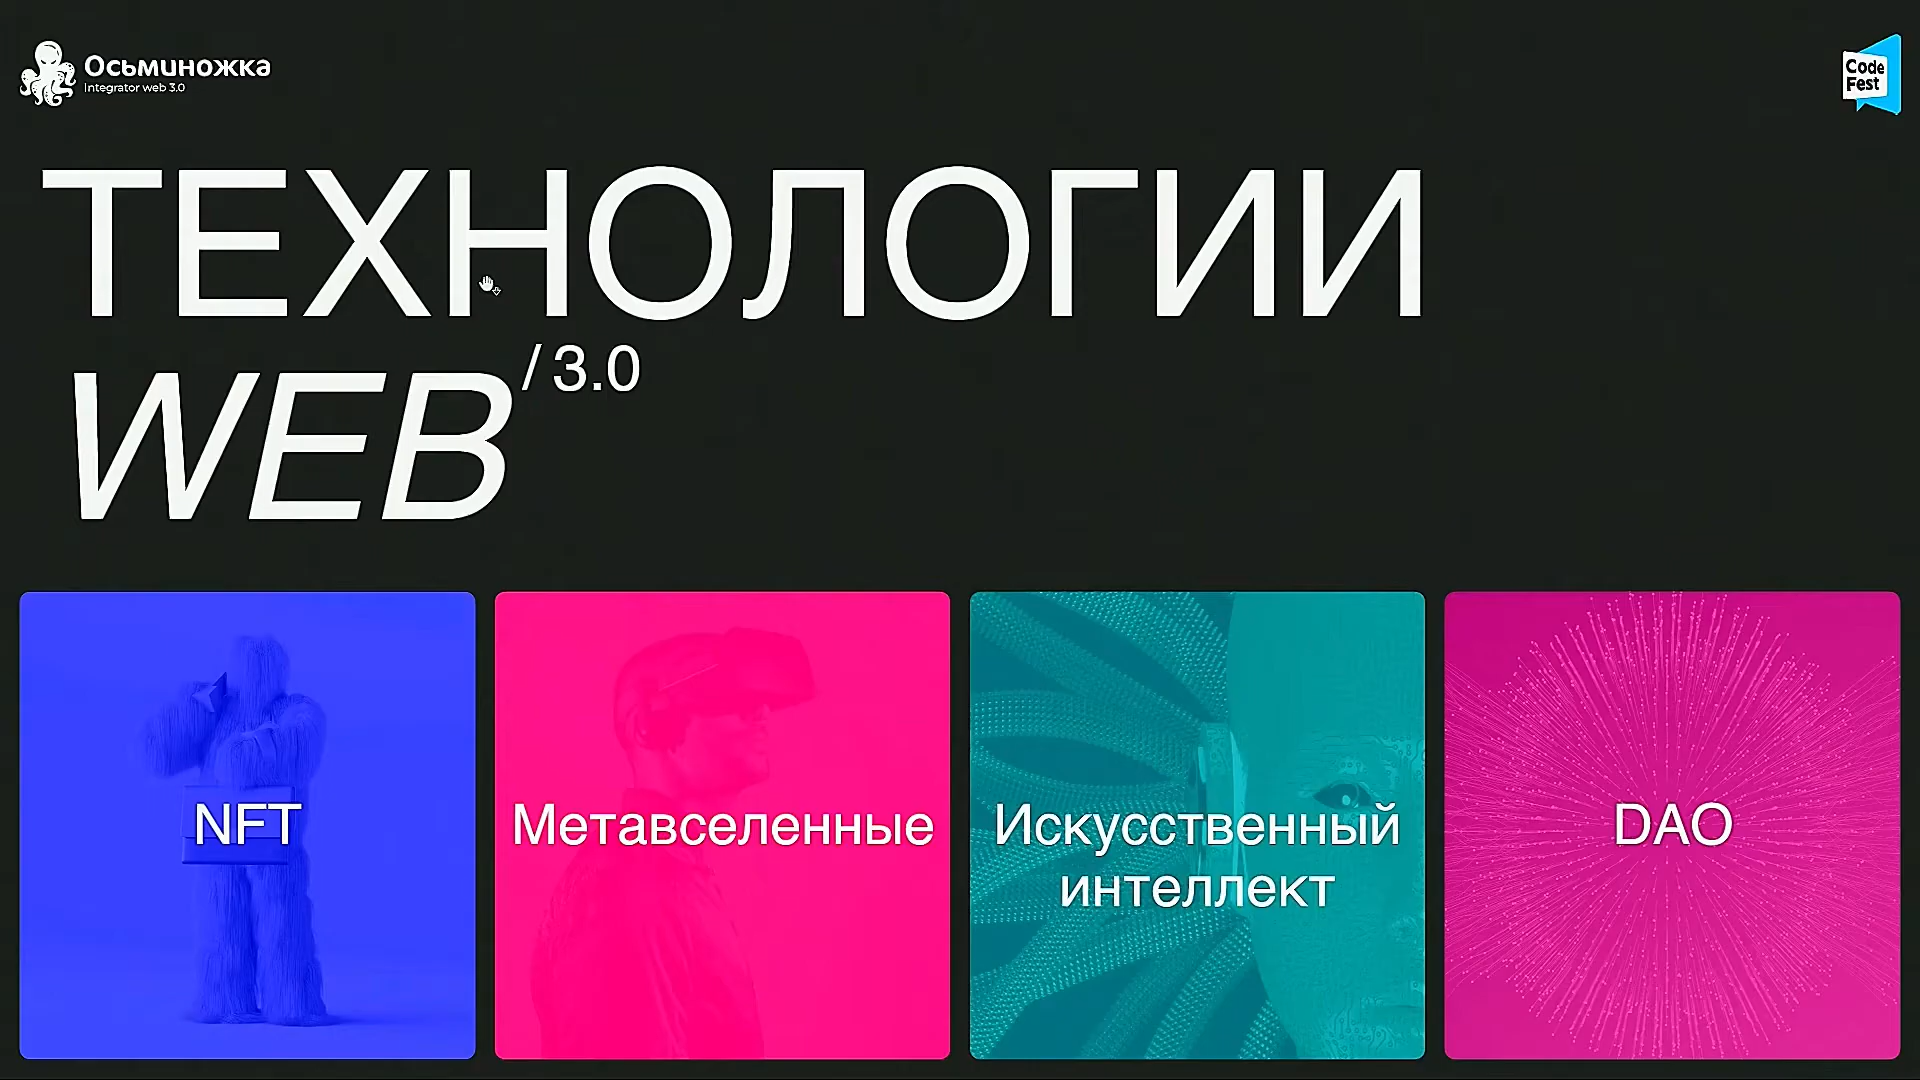 Осьминожка
Integrator web 3.0
Code
Fest
ТЕХНОЛОГИИ
WEB / 3.0
NFT
Метавселенные
Искусственный
интеллект
DAO